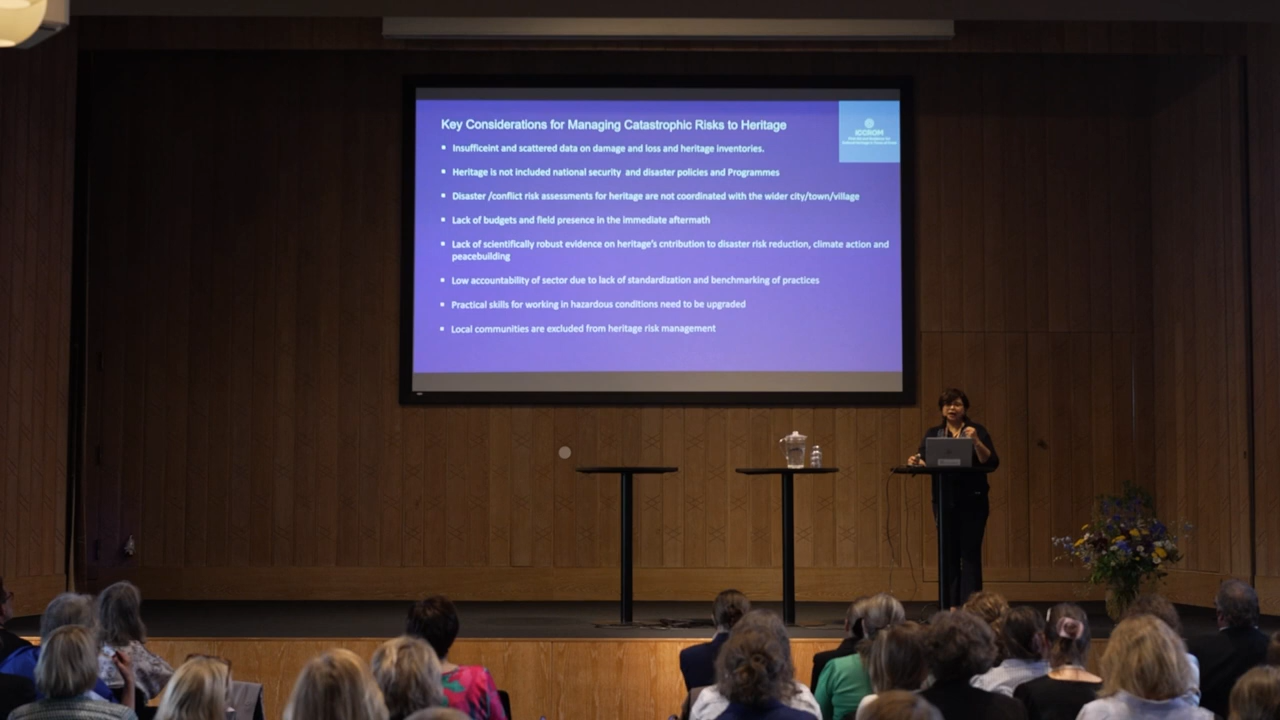 Key Considerations for Managing Catastrophic Risks to Heritage
ICCROM
Insufficeint and scattered data on damage and loss and heritage inventories.
Heritage is not included national security and disaster policies and Programmes
Disaster /conflict risk assessments for heritage are not coordinated with the wider city/town/village
Lack of budgets and field presence in the immediate aftermath
Lack of scientifically robust evidence on heritage's cntribution to disaster risk reduction, climate action and
peacebuilding
Low accountability of sector due to lack of standardization and benchmarking of practices
Practical skills for working in hazardous conditions need to be upgraded
Local communities are excluded from heritage risk management